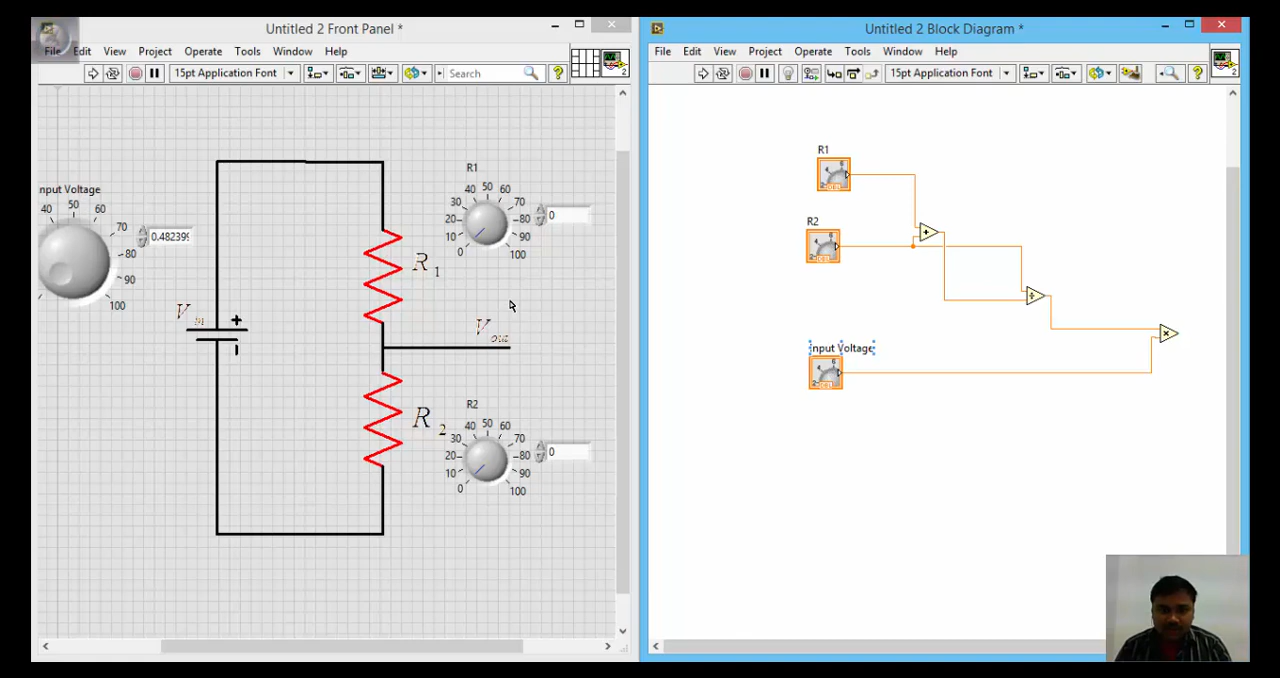 Untitled 2 Front Panel *
File Edit View Project Operate Tools Window Help
15pt Application Font
Search
?
2
nput Voltage
40 50 60 70 80 90 100
0.482399
V in
+
R 1
V out
R 2
R1
0 10 20 30 40 50 60 70 80 90 100
0
R2
0 10 20 30 40 50 60 70 80 90 100
0
Untitled 2 Block Diagram *
File Edit View Project Operate Tools Window Help
15pt Application Font
?
2
R1
R2
Input Voltage
+
÷
×